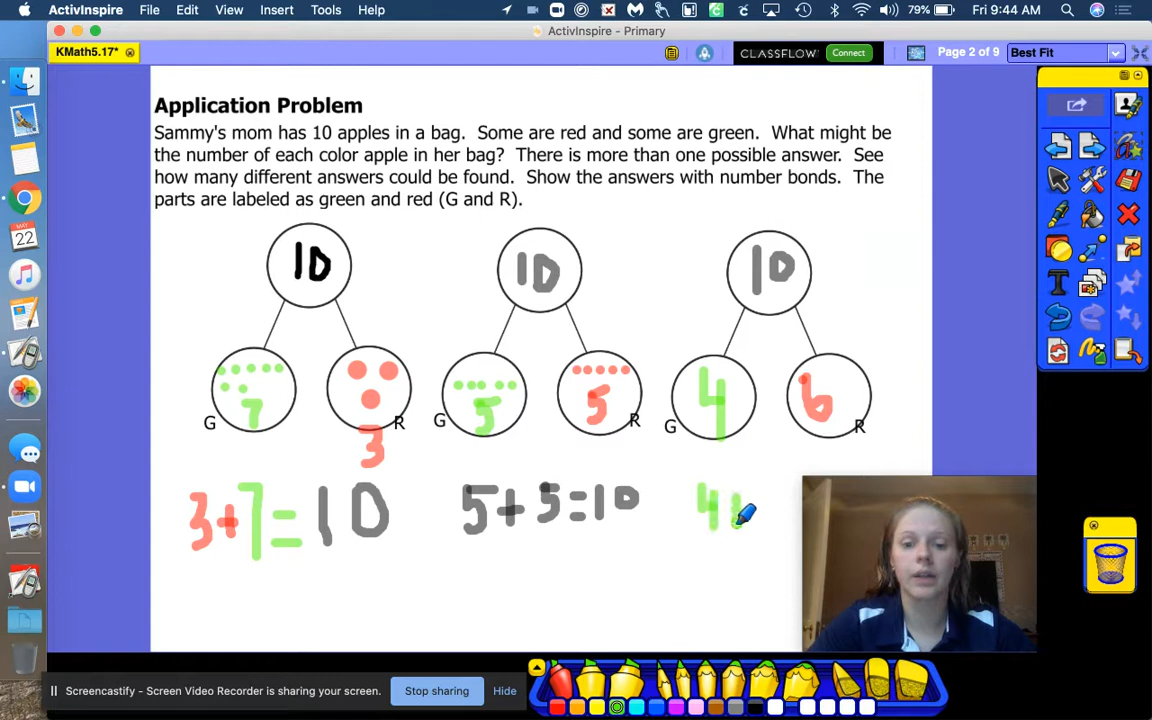 ActivInspire File Edit View Insert Tools Help 79% Fri 9:44 AM
ActivInspire - Primary
KMath5.17* CLASSFLOW Connect Page 2 of 9 Best Fit
Application Problem
Sammy's mom has 10 apples in a bag. Some are red and some are green. What might be
the number of each color apple in her bag? There is more than one possible answer. See
how many different answers could be found. Show the answers with number bonds. The
parts are labeled as green and red (G and R).
10 10 10
7 5 5 4 6
G R G R G R
3
3+7=10 5+5=10 4+
MAY
22
Screencastify - Screen Video Recorder is sharing your screen. Stop sharing Hide